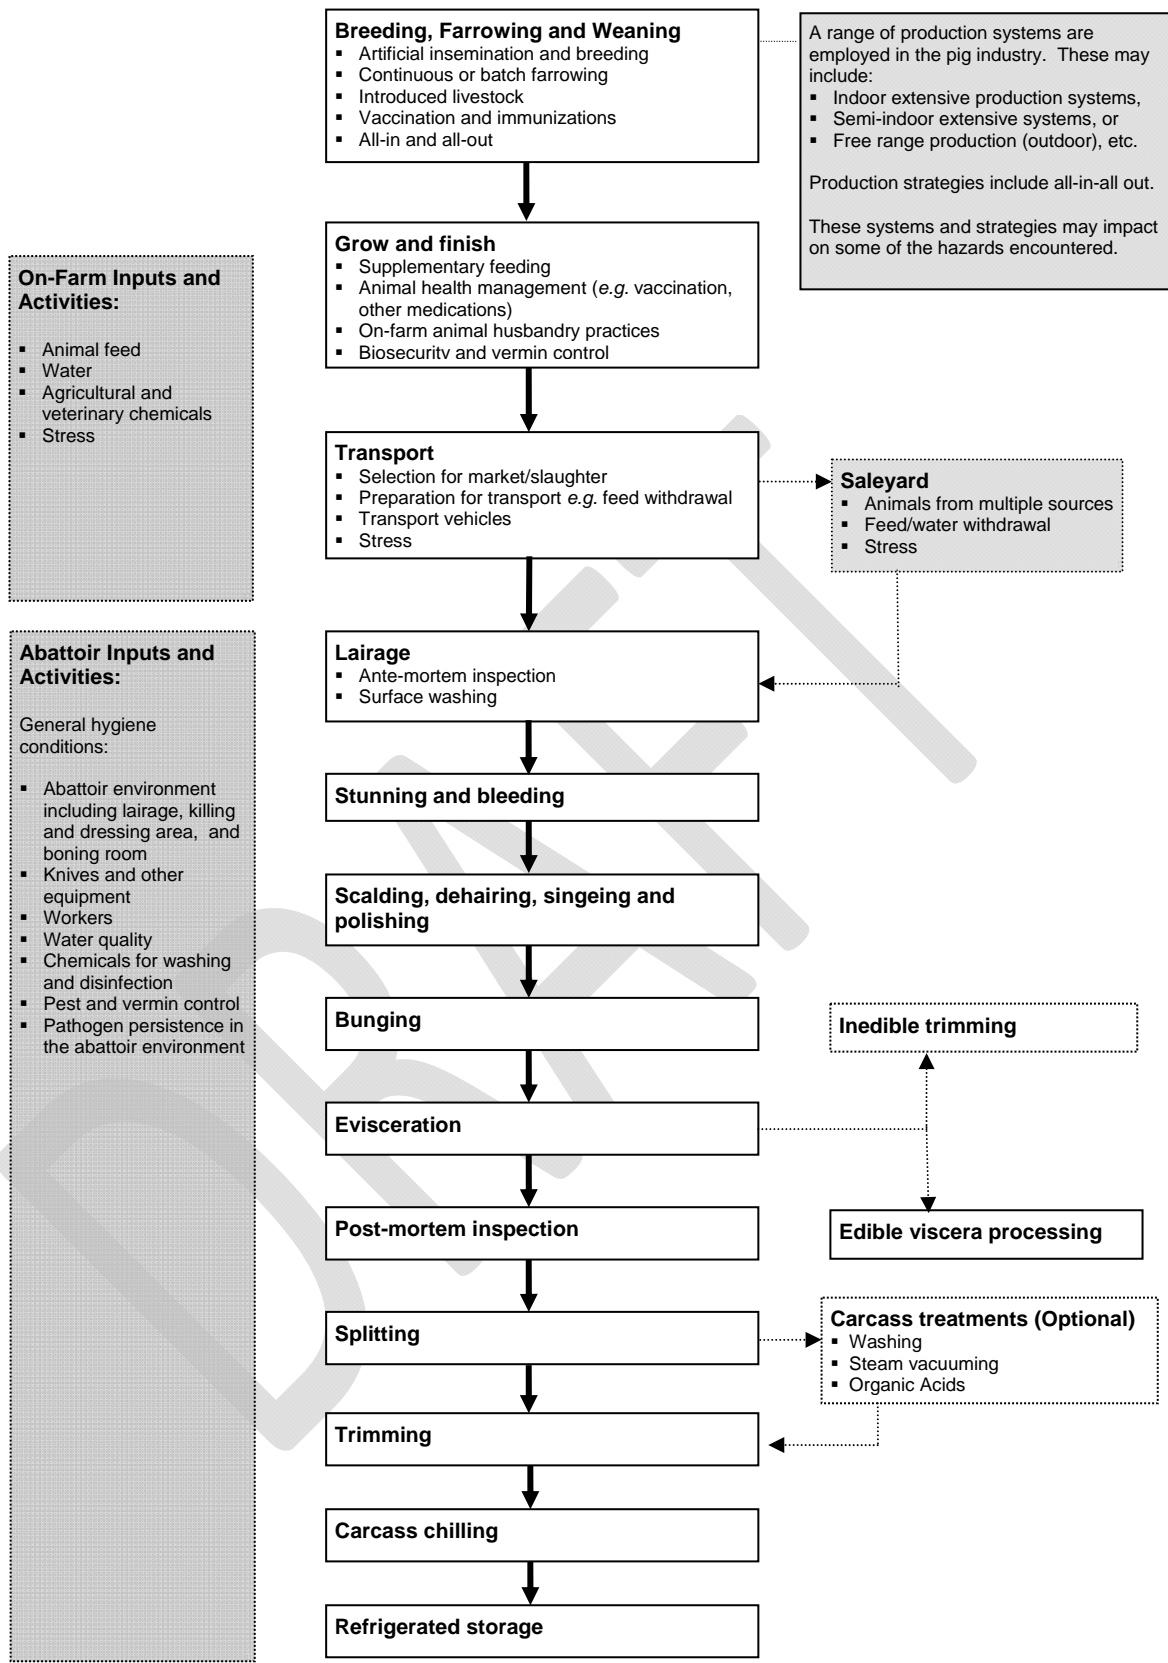 Breeding, Farrowing and Weaning
▪ Artificial insemination and breeding
▪ Continuous or batch farrowing
▪ Introduced livestock
▪ Vaccination and immunizations
▪ All-in and all-out
A range of production systems are
employed in the pig industry.  These may
include:
▪ Indoor extensive production systems,
▪ Semi-indoor extensive systems, or
▪ Free range production (outdoor), etc.
Production strategies include all-in-all out.
These systems and strategies may impact
on some of the hazards encountered.
Grow and finish
▪ Supplementary feeding
▪ Animal health management (e.g. vaccination,
other medications)
▪ On-farm animal husbandry practices
▪ Biosecurity and vermin control
On-Farm Inputs and
Activities:
▪ Animal feed
▪ Water
▪ Agricultural and
veterinary chemicals
▪ Stress
Transport
▪ Selection for market/slaughter
▪ Preparation for transport e.g. feed withdrawal
▪ Transport vehicles
▪ Stress
Saleyard
▪ Animals from multiple sources
▪ Feed/water withdrawal
▪ Stress
Lairage
▪ Ante-mortem inspection
▪ Surface washing
Abattoir Inputs and
Activities:
General hygiene
conditions:
▪ Abattoir environment
including lairage, killing
and dressing area,  and
boning room
▪ Knives and other
equipment
▪ Workers
▪ Water quality
▪ Chemicals for washing
and disinfection
▪ Pest and vermin control
▪ Pathogen persistence in
the abattoir environment
Stunning and bleeding
Scalding, dehairing, singeing and
polishing
Bunging
Inedible trimming
Evisceration
Post-mortem inspection
Edible viscera processing
Splitting
Carcass treatments (Optional)
▪ Washing
▪ Steam vacuuming
▪ Organic Acids
Trimming
Carcass chilling
Refrigerated storage
DRAFT